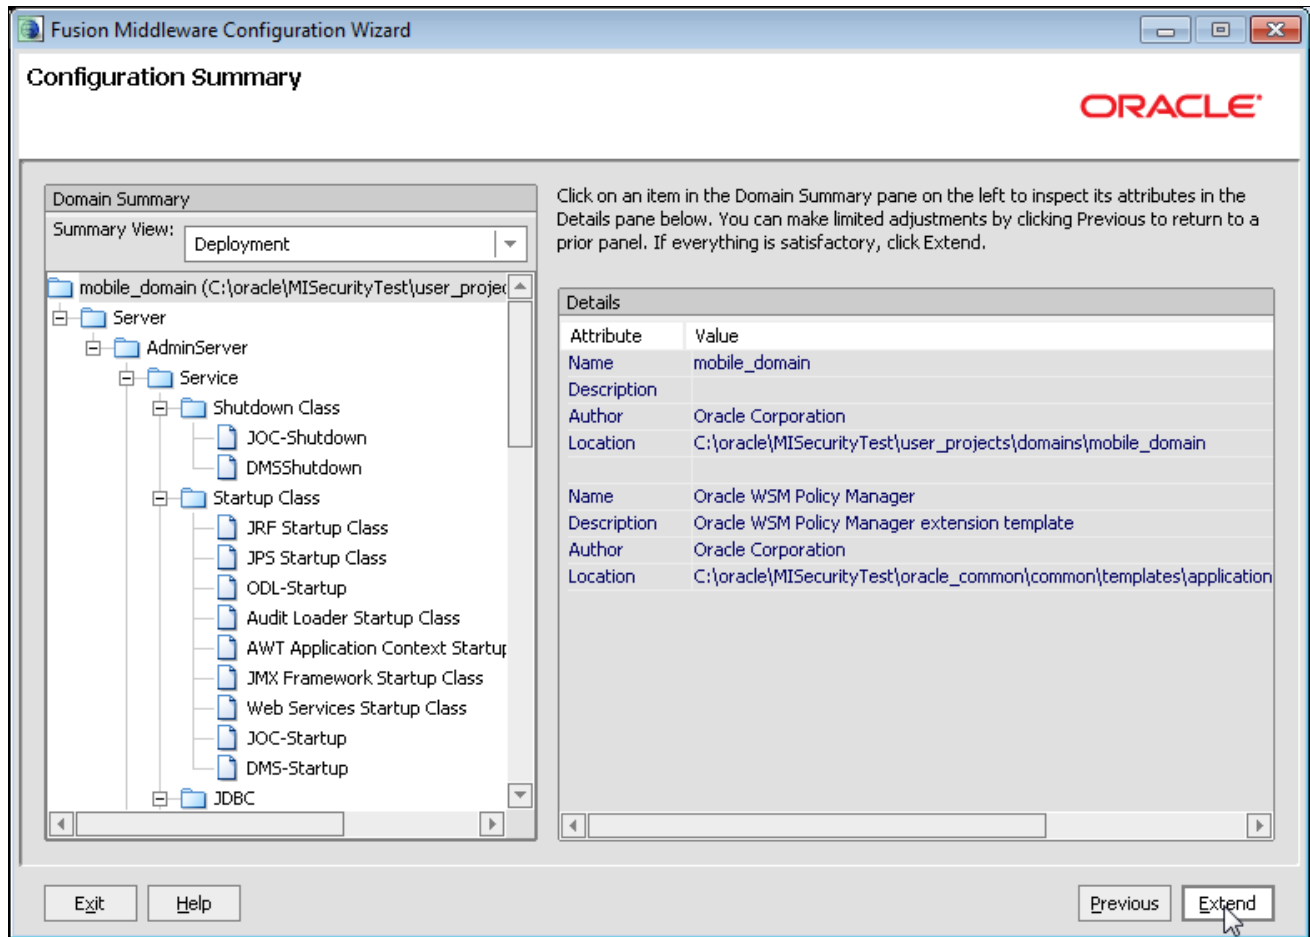 Fusion Middleware Configuration Wizard
Configuration Summary
ORACLE
Domain Summary
Summary View:
Deployment
mobile_domain (C:\oracle\MISecurityTest\user_projec
Server
AdminServer
Service
Shutdown Class
JOC-Shutdown
DMSShutdown
Startup Class
JRF Startup Class
JPS Startup Class
ODL-Startup
Audit Loader Startup Class
AWT Application Context Startup
JMX Framework Startup Class
Web Services Startup Class
JOC-Startup
DMS-Startup
JDBC
Click on an item in the Domain Summary pane on the left to inspect its attributes in the
Details pane below. You can make limited adjustments by clicking Previous to return to a
prior panel. If everything is satisfactory, click Extend.
Details
Attribute Value
Name mobile_domain
Description
Author Oracle Corporation
Location C:\oracle\MISecurityTest\user_projects\domains\mobile_domain
Name Oracle WSM Policy Manager
Description Oracle WSM Policy Manager extension template
Author Oracle Corporation
Location C:\oracle\MISecurityTest\oracle_common\common\templates\application
Exit Help Previous Extend